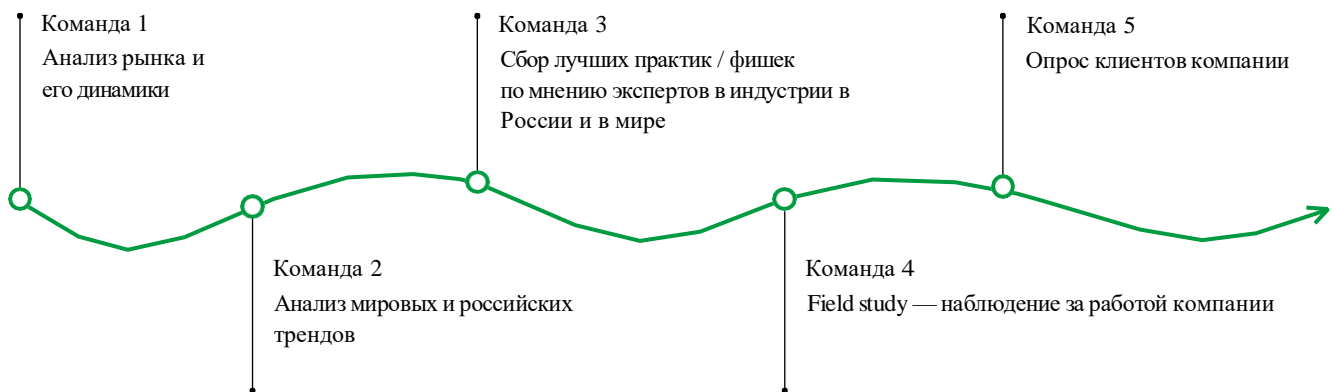 Команда 1
Анализ рынка и
его динамики
Команда 3
Сбор лучших практик / фишек
по мнению экспертов в индустрии в
России и в мире
Команда 5
Опрос клиентов компании
Команда 2
Анализ мировых и российских
трендов
Команда 4
Field study — наблюдение за работой компании